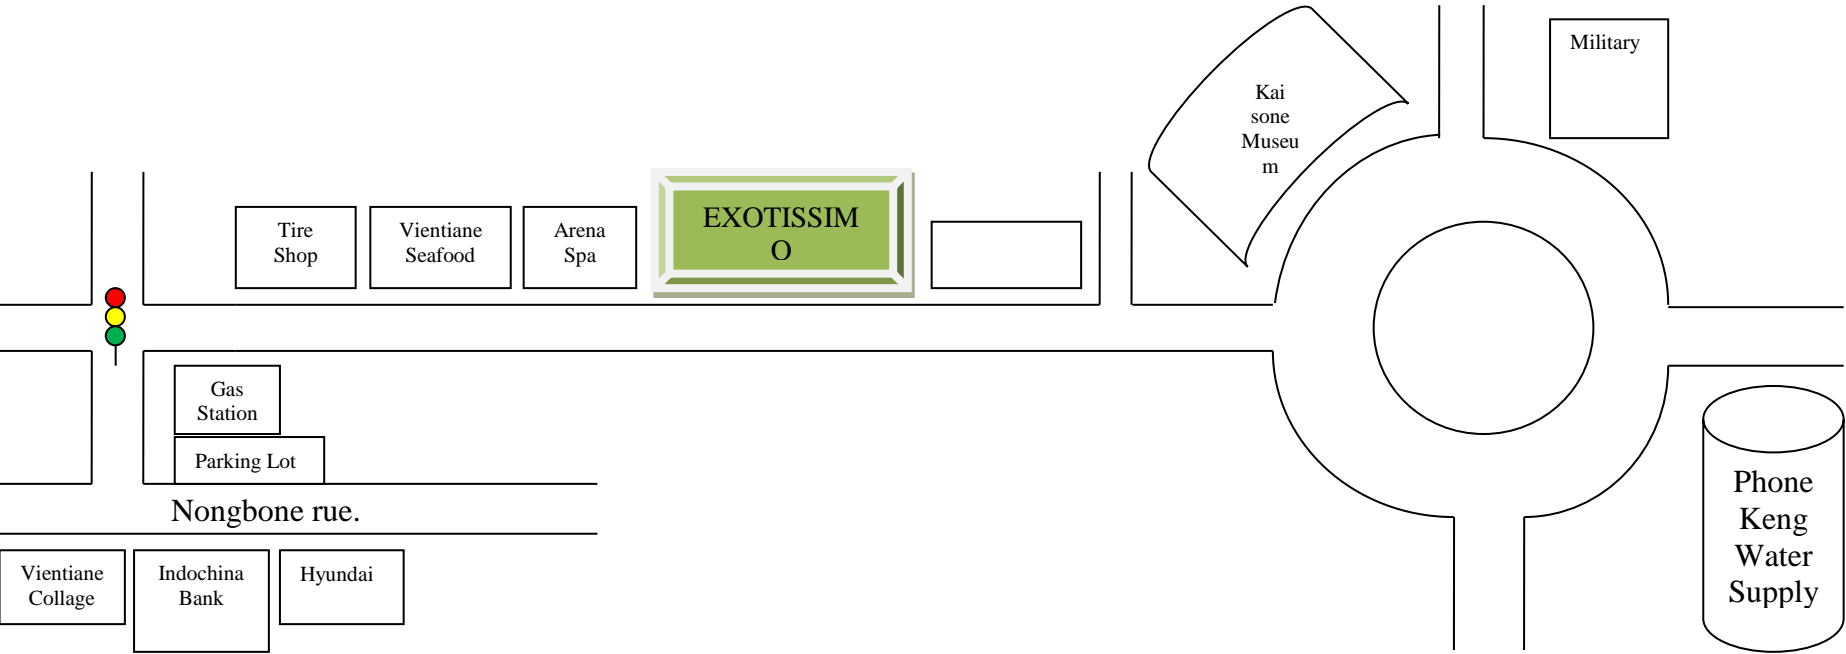 Military
Kai
sone
Museu
m
Tire
Shop
Vientiane
Seafood
Arena
Spa
EXOTISSIM
O
Gas
Station
Parking Lot
Nongbone rue.
Vientiane
Collage
Indochina
Bank
Hyundai
Phone
Keng
Water
Supply